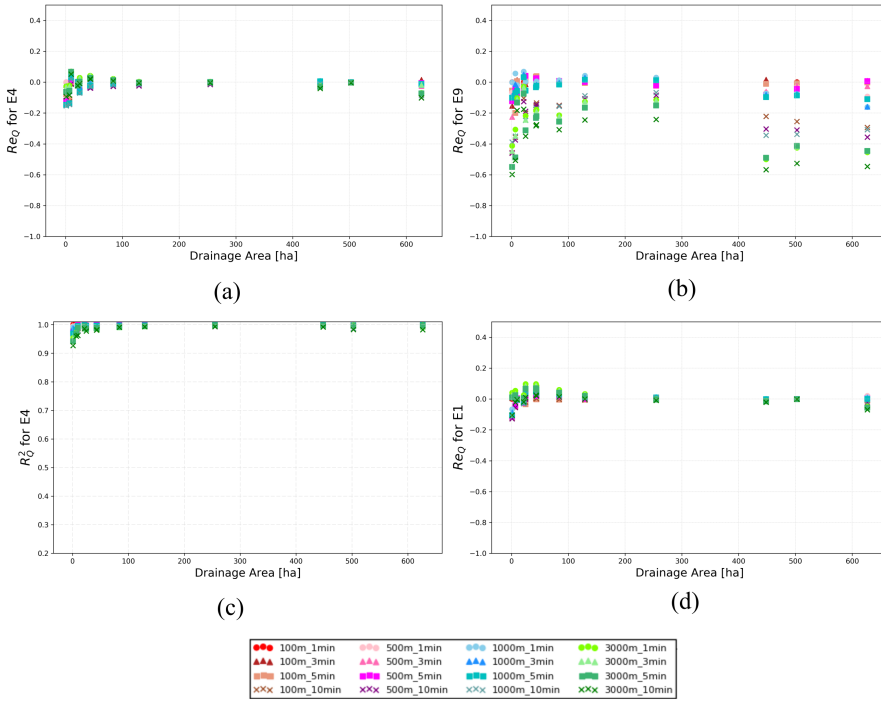 0.4 0.4
0.2 0.2
0.0 0.0
−0.2 −0.2
−0.4 −0.4
−0.6 −0.6
−0.8 −0.8
−1.0 −1.0
Re_Q for E4 Re_Q for E9
0 100 200 300 400 500 600 0 100 200 300 400 500 600
Drainage Area [ha] Drainage Area [ha]
(a) (b)
1.0 0.4
0.9 0.2
0.8 0.0
0.7 −0.2
0.6 −0.4
0.5 −0.6
0.4 −0.8
0.3 −1.0
0.2
R_Q^2 for E4 Re_Q for E1
0 100 200 300 400 500 600 0 100 200 300 400 500 600
Drainage Area [ha] Drainage Area [ha]
(c) (d)
100m_1min 500m_1min 1000m_1min 3000m_1min
100m_3min 500m_3min 1000m_3min 3000m_3min
100m_5min 500m_5min 1000m_5min 3000m_5min
100m_10min 500m_10min 1000m_10min 3000m_10min